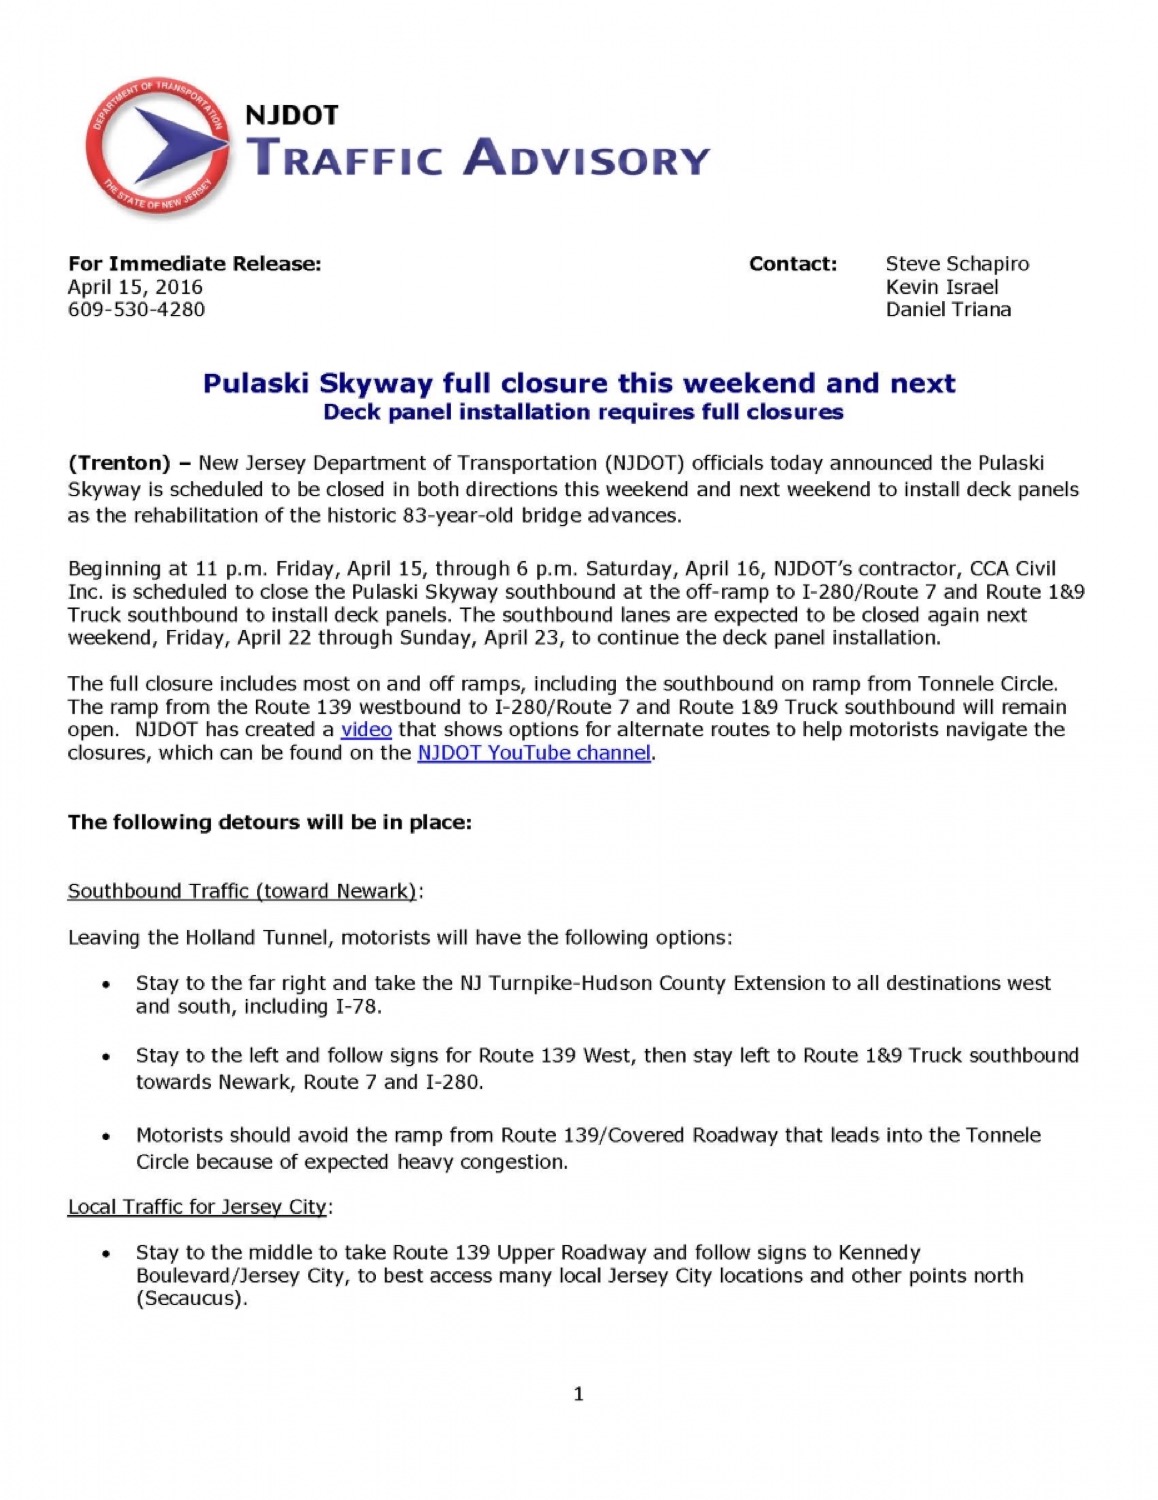 DEPARTMENT OF TRANSPORTATION
THE STATE OF NEW JERSEY
NJDOT
TRAFFIC ADVISORY
For Immediate Release:
April 15, 2016
609-530-4280
Contact: Steve Schapiro
Kevin Israel
Daniel Triana
Pulaski Skyway full closure this weekend and next
Deck panel installation requires full closures
(Trenton) – New Jersey Department of Transportation (NJDOT) officials today announced the Pulaski
Skyway is scheduled to be closed in both directions this weekend and next weekend to install deck panels
as the rehabilitation of the historic 83-year-old bridge advances.
Beginning at 11 p.m. Friday, April 15, through 6 p.m. Saturday, April 16, NJDOT’s contractor, CCA Civil
Inc. is scheduled to close the Pulaski Skyway southbound at the off-ramp to I-280/Route 7 and Route 1&9
Truck southbound to install deck panels. The southbound lanes are expected to be closed again next
weekend, Friday, April 22 through Sunday, April 23, to continue the deck panel installation.
The full closure includes most on and off ramps, including the southbound on ramp from Tonnele Circle.
The ramp from the Route 139 westbound to I-280/Route 7 and Route 1&9 Truck southbound will remain
open.  NJDOT has created a video that shows options for alternate routes to help motorists navigate the
closures, which can be found on the NJDOT YouTube channel.
The following detours will be in place:
Southbound Traffic (toward Newark):
Leaving the Holland Tunnel, motorists will have the following options:
• Stay to the far right and take the NJ Turnpike-Hudson County Extension to all destinations west
and south, including I-78.
• Stay to the left and follow signs for Route 139 West, then stay left to Route 1&9 Truck southbound
towards Newark, Route 7 and I-280.
• Motorists should avoid the ramp from Route 139/Covered Roadway that leads into the Tonnele
Circle because of expected heavy congestion.
Local Traffic for Jersey City:
• Stay to the middle to take Route 139 Upper Roadway and follow signs to Kennedy
Boulevard/Jersey City, to best access many local Jersey City locations and other points north
(Secaucus).
1